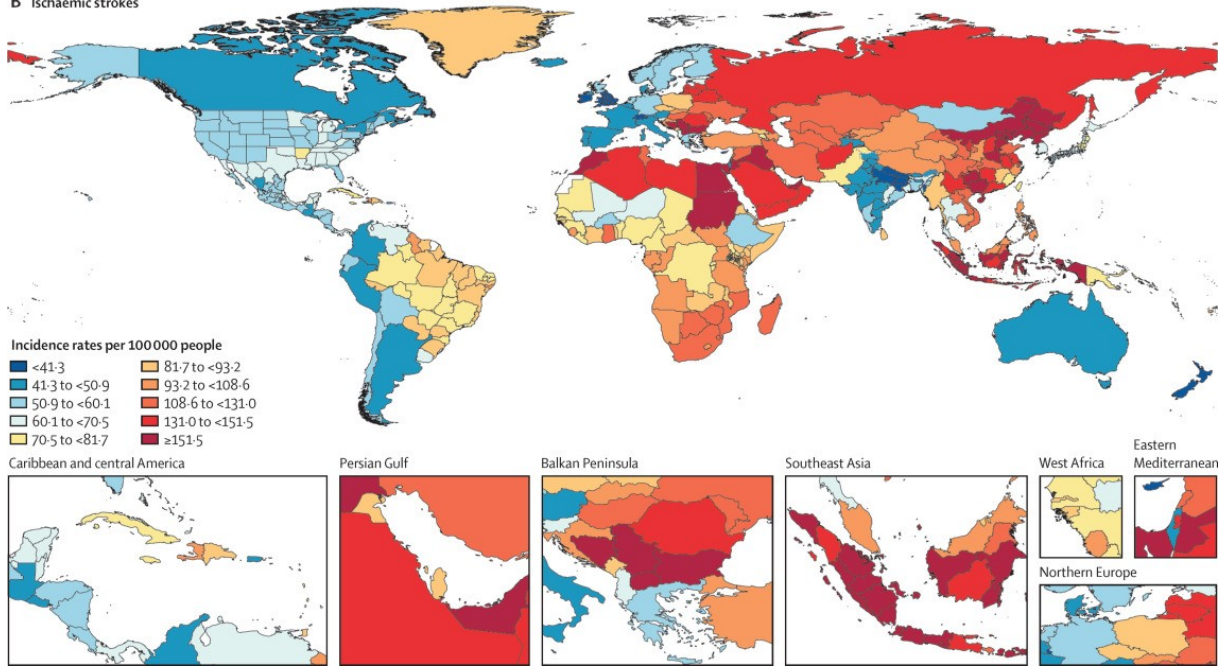 B Ischaemic strokes
Incidence rates per 100 000 people
<41·3
41·3 to <50·9
50·9 to <60·1
60·1 to <70·5
70·5 to <81·7
81·7 to <93·2
93·2 to <108·6
108·6 to <131·0
131·0 to <151·5
≥151·5
Caribbean and central America
Persian Gulf
Balkan Peninsula
Southeast Asia
West Africa
Eastern
Mediterranean
Northern Europe